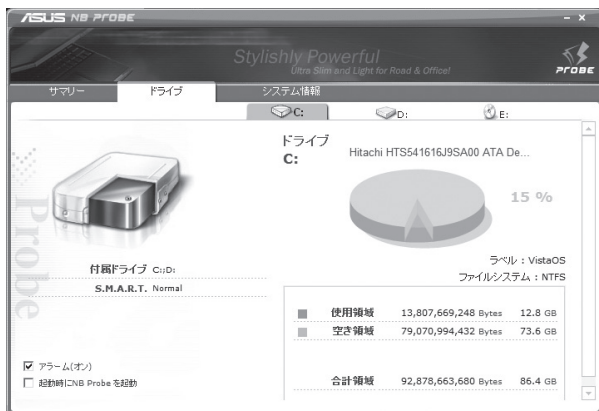 ASUS NB PROBE
Stylishly Powerful
Ultra Slim and Light for Road & Office!
PROBE
サマリー ドライブ システム情報
C: D: E:
ドライブ
C:
Hitachi HTS541616J9SA00 ATA De...
15 %
Probe
付属ドライブ C:;D:
S.M.A.R.T. Normal
ラベル : VistaOS
ファイルシステム : NTFS
使用領域 13,807,669,248 Bytes 12.8 GB
空き領域 79,070,994,432 Bytes 73.6 GB
合計領域 92,878,663,680 Bytes 86.4 GB
アラーム(オン)
起動時にNB Probe を起動